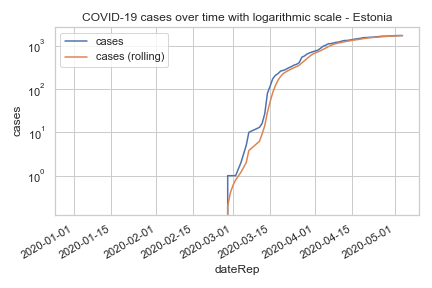 COVID-19 cases over time with logarithmic scale - Estonia
cases
cases (rolling)
10³
10²
10¹
10⁰
cases
2020-01-01
2020-01-15
2020-02-01
2020-02-15
2020-03-01
2020-03-15
2020-04-01
2020-04-15
2020-05-01
dateRep